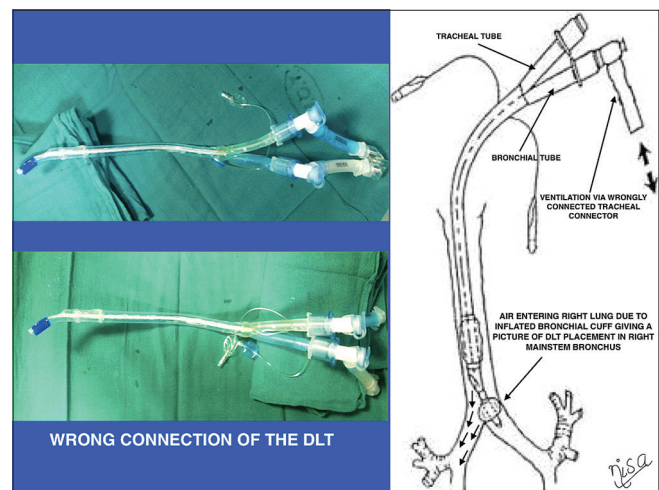 WRONG CONNECTION OF THE DLT
TRACHEAL TUBE
BRONCHIAL TUBE
VENTILATION VIA WRONGLY
CONNECTED TRACHEAL
CONNECTOR
AIR ENTERING RIGHT LUNG DUE TO
INFLATED BRONCHIAL CUFF GIVING A
PICTURE OF DLT PLACEMENT IN RIGHT
MAINSTEM BRONCHUS
nisa